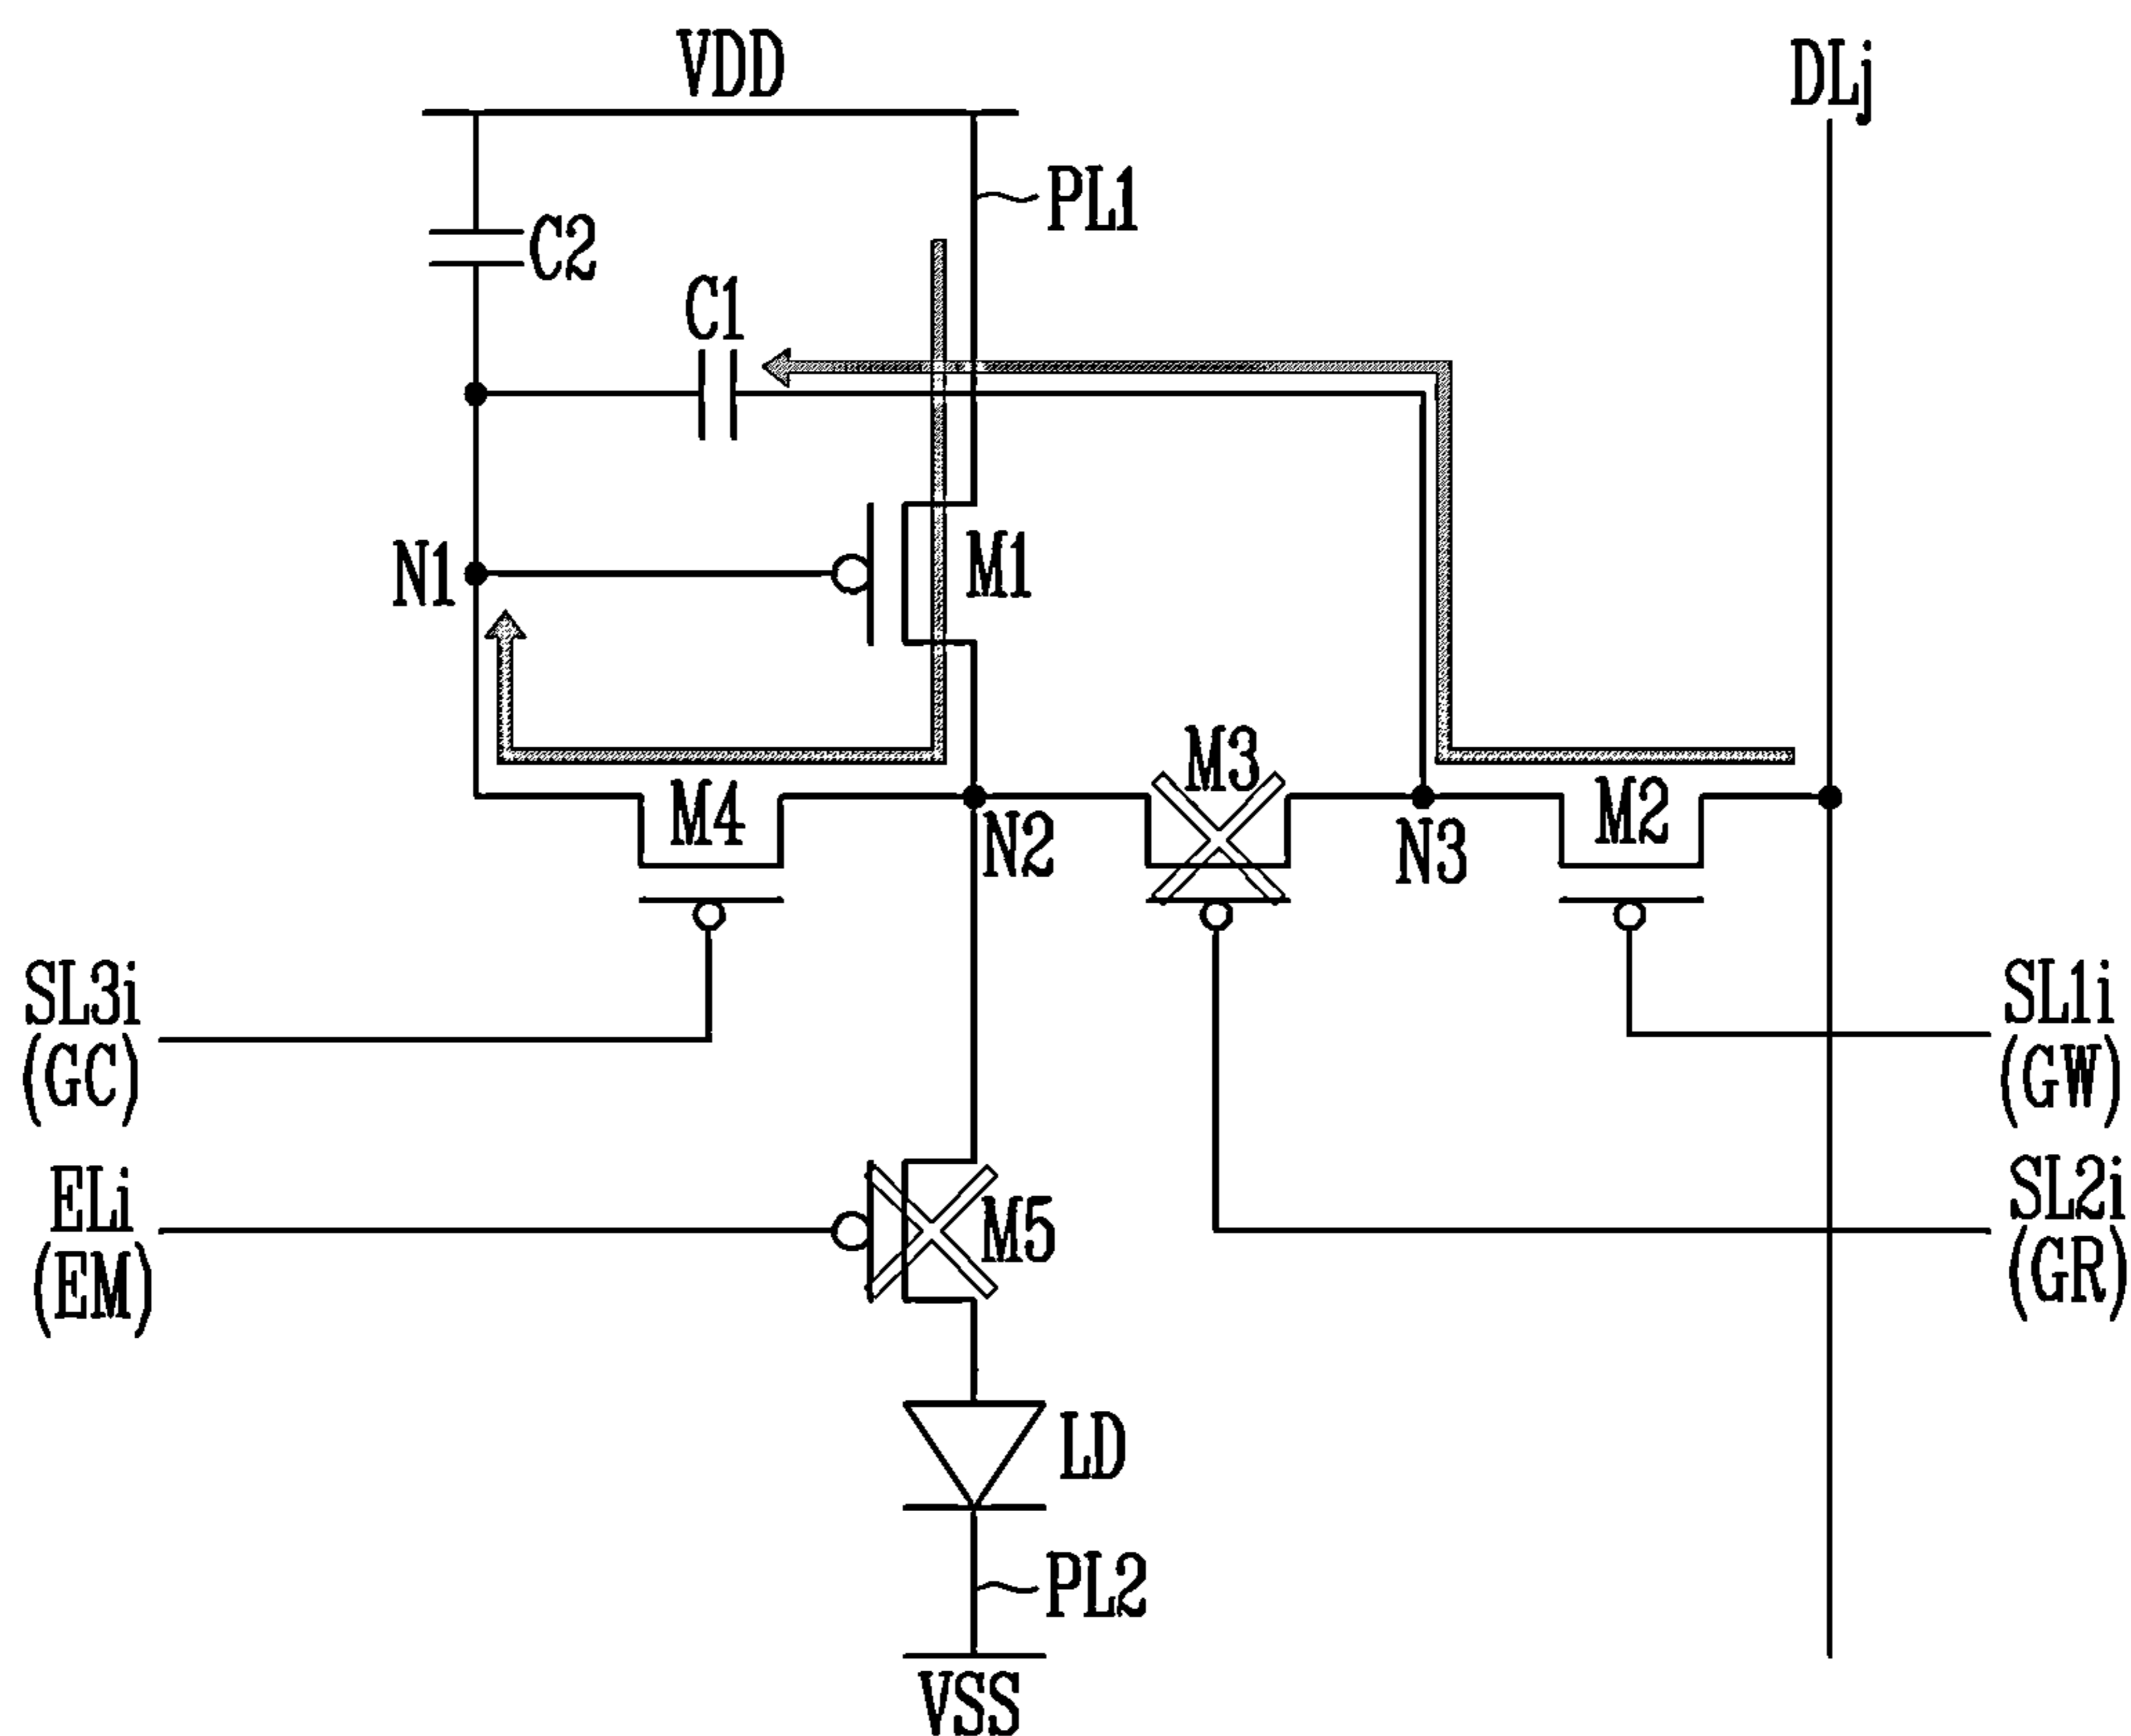 VDD
DLj
PL1
C2
C1
N1
M1
M3
M4
M2
N2
N3
SL3i
(GC)
SL1i
(GW)
ELi
(EM)
M5
SL2i
(GR)
LD
PL2
VSS